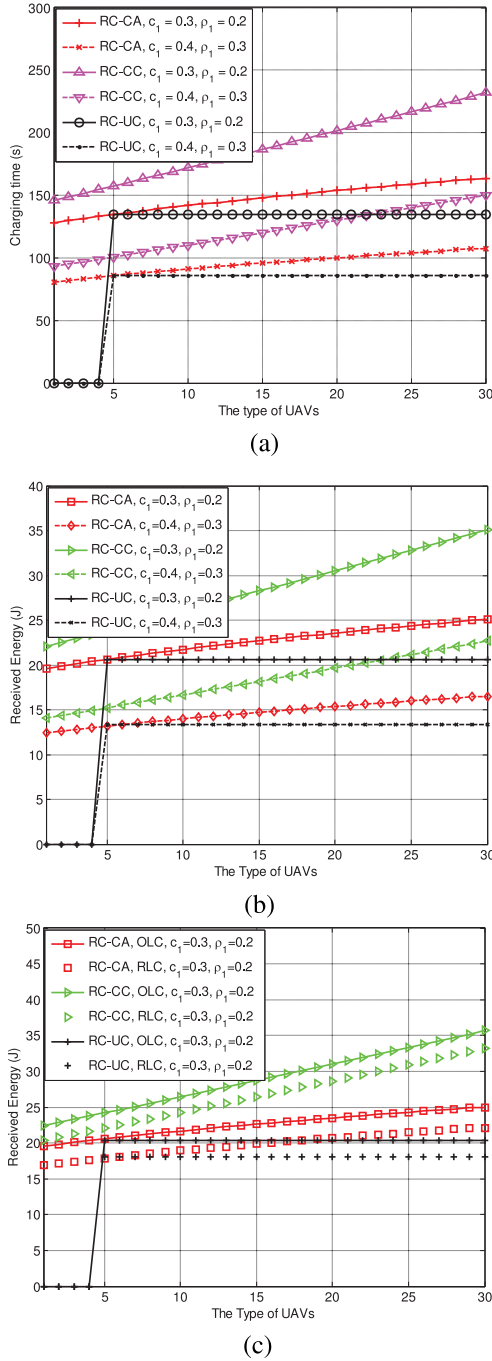 300
250
200
150
100
50
0
Charging time (s)
RC-CA, c₁ = 0.3, ρ₁ = 0.2
RC-CA, c₁ = 0.4, ρ₁ = 0.3
RC-CC, c₁ = 0.3, ρ₁ = 0.2
RC-CC, c₁ = 0.4, ρ₁ = 0.3
RC-UC, c₁ = 0.3, ρ₁ = 0.2
RC-UC, c₁ = 0.4, ρ₁ = 0.3
5 10 15 20 25 30
The type of UAVs
(a)
40
35
30
25
20
15
10
5
0
Received Energy (J)
RC-CA, c₁=0.3, ρ₁=0.2
RC-CA, c₁=0.4, ρ₁=0.3
RC-CC, c₁=0.3, ρ₁=0.2
RC-CC, c₁=0.4, ρ₁=0.3
RC-UC, c₁=0.3, ρ₁=0.2
RC-UC, c₁=0.4, ρ₁=0.3
5 10 15 20 25 30
The Type of UAVs
(b)
50
45
40
35
30
25
20
15
10
5
0
Received Energy (J)
RC-CA, OLC, c₁=0.3, ρ₁=0.2
RC-CA, RLC, c₁=0.3, ρ₁=0.2
RC-CC, OLC, c₁=0.3, ρ₁=0.2
RC-CC, RLC, c₁=0.3, ρ₁=0.2
RC-UC, OLC, c₁=0.3, ρ₁=0.2
RC-UC, RLC, c₁=0.3, ρ₁=0.2
5 10 15 20 25 30
The Type of UAVs
(c)